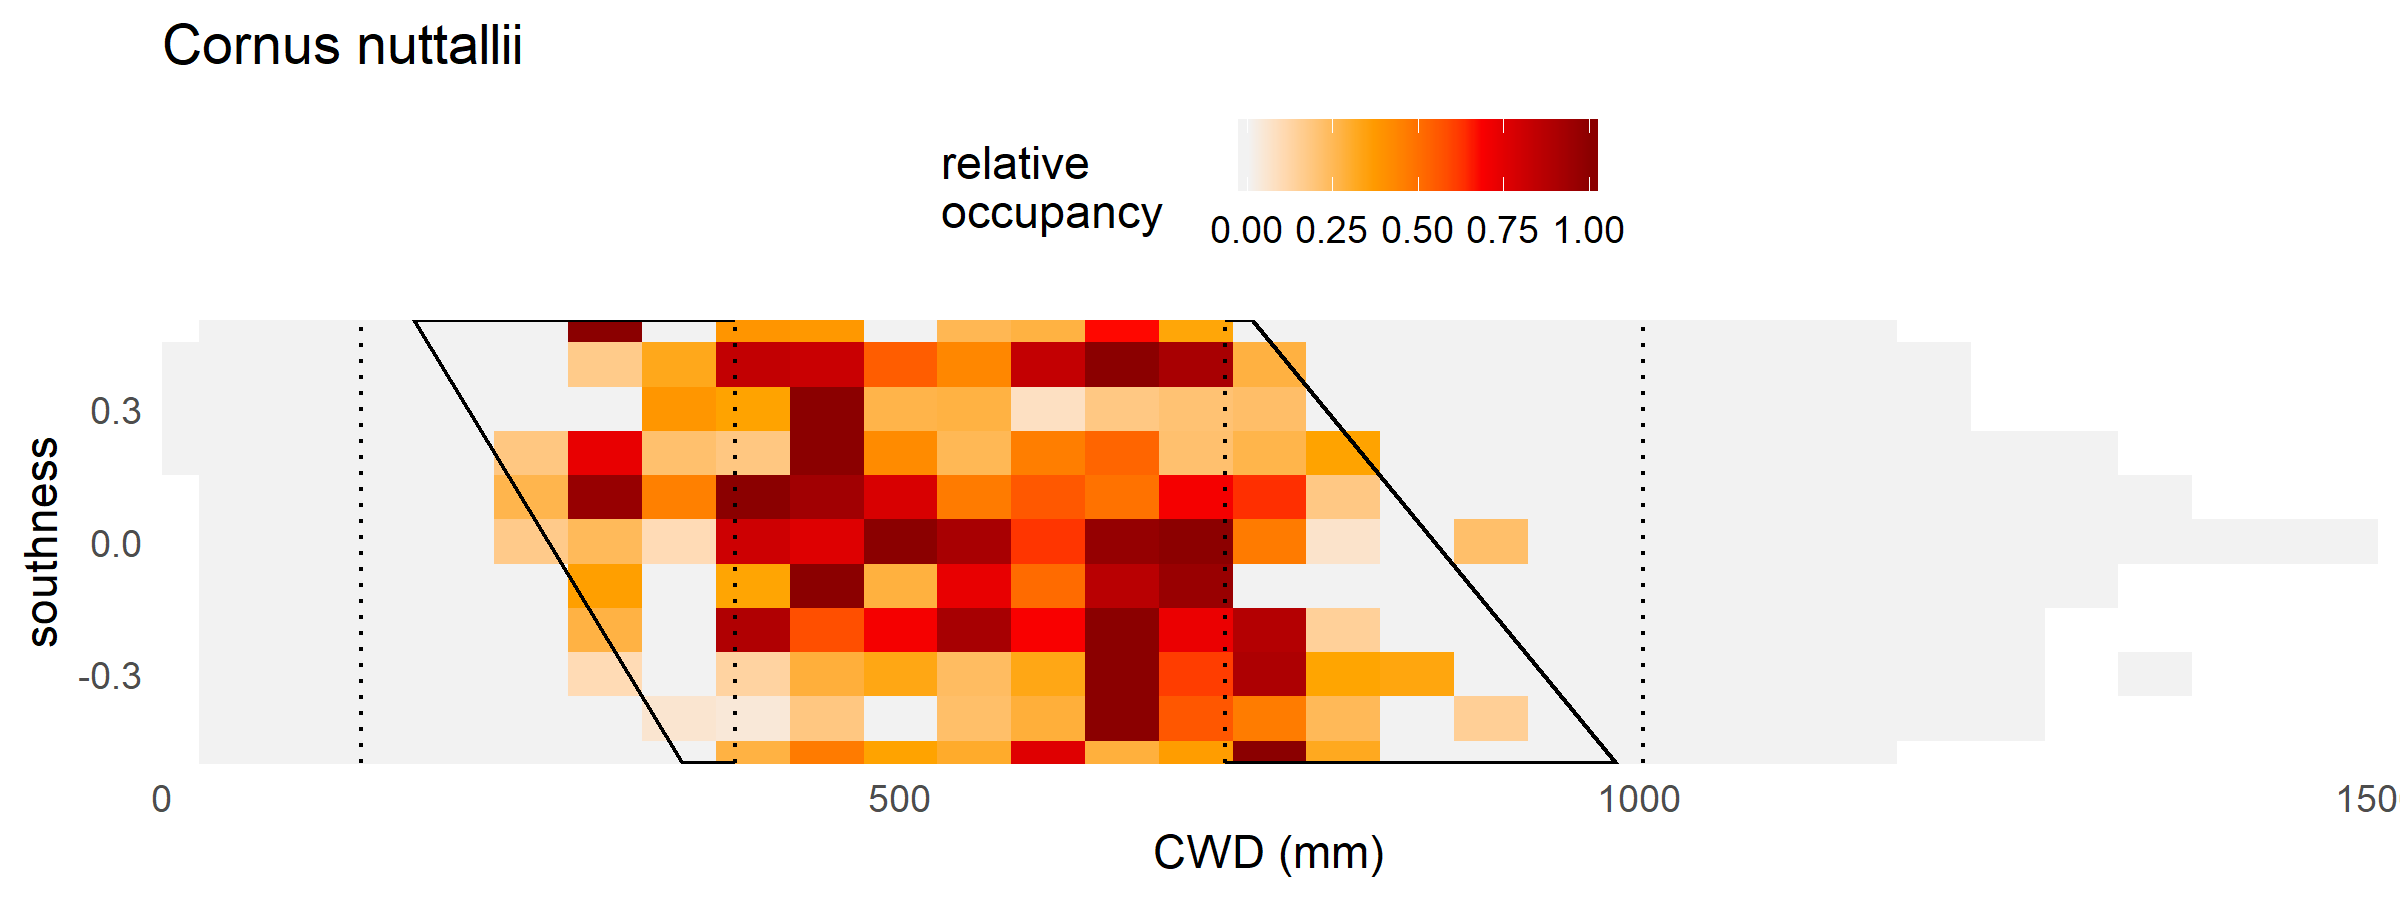 Cornus nuttallii
relative
occupancy
0.00 0.25 0.50 0.75 1.00
0.3
0.0
-0.3
southness
0 500 1000 150
CWD (mm)